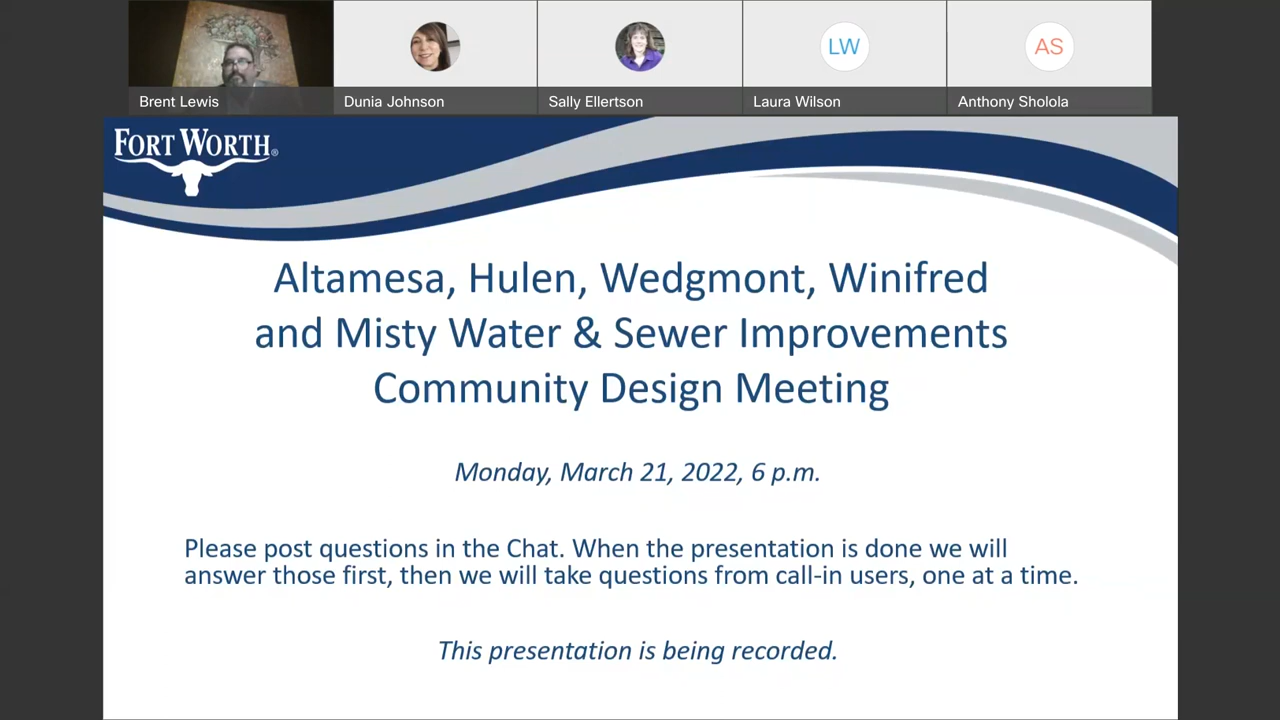 LW
AS
Brent Lewis
Dunia Johnson
Sally Ellertson
Laura Wilson
Anthony Sholola
FORT WORTH®
Altamesa, Hulen, Wedgmont, Winifred
and Misty Water & Sewer Improvements
Community Design Meeting
Monday, March 21, 2022, 6 p.m.
Please post questions in the Chat. When the presentation is done we will
answer those first, then we will take questions from call-in users, one at a time.
This presentation is being recorded.